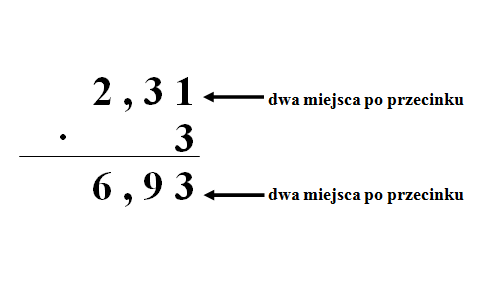 2,31 dwa miejsca po przecinku
· 3
6,93 dwa miejsca po przecinku